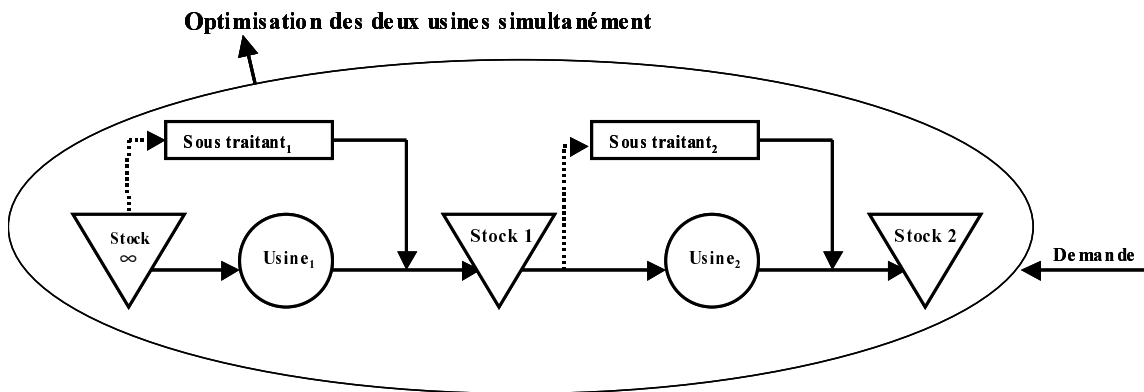 Optimisation des deux usines simultanément
Sous traitant₁
Sous traitant₂
Stock
∞
Usine₁
Stock 1
Usine₂
Stock 2
Demande